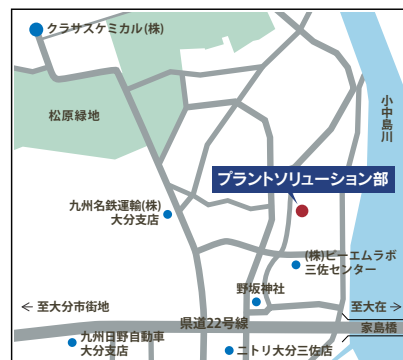 クラサスケミカル(株)
松原緑地
小中島川
プラントソリューション部
九州名鉄運輸(株)
大分支店
(株)ピーエムラボ
三佐センター
野坂神社
← 至大分市街地
至大在 →
県道22号線
家島橋
九州日野自動車
大分支店
ニトリ大分三佐店